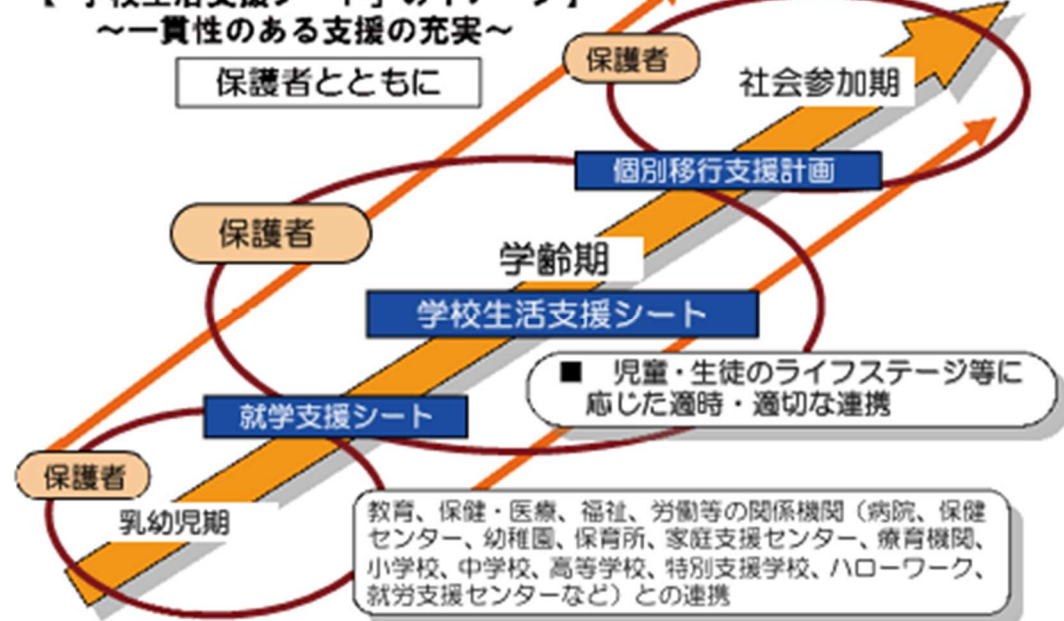 ～一貫性のある支援の充実～
保護者とともに
保護者
社会参加期
個別移行支援計画
保護者
学齢期
学校生活支援シート
■ 児童・生徒のライフステージ等に
応じた適時・適切な連携
就学支援シート
保護者
乳幼児期
教育、保健・医療、福祉、労働等の関係機関（病院、保健
センター、幼稚園、保育所、家庭支援センター、療育機関、
小学校、中学校、高等学校、特別支援学校、ハローワーク、
就労支援センターなど）との連携